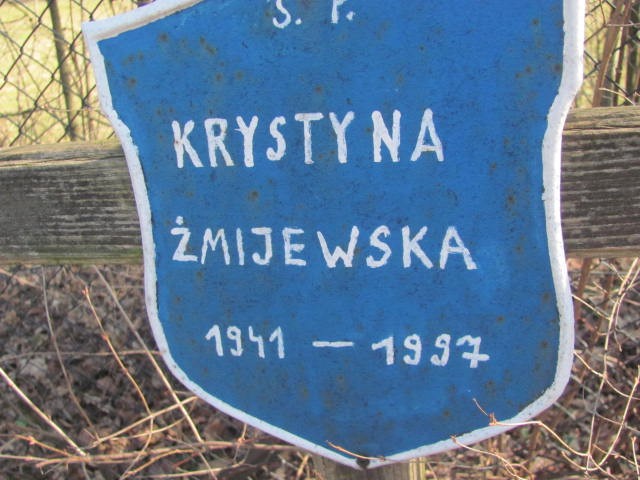 Ś. P.
KRYSTYNA
ŻMIJEWSKA
1941 — 1997